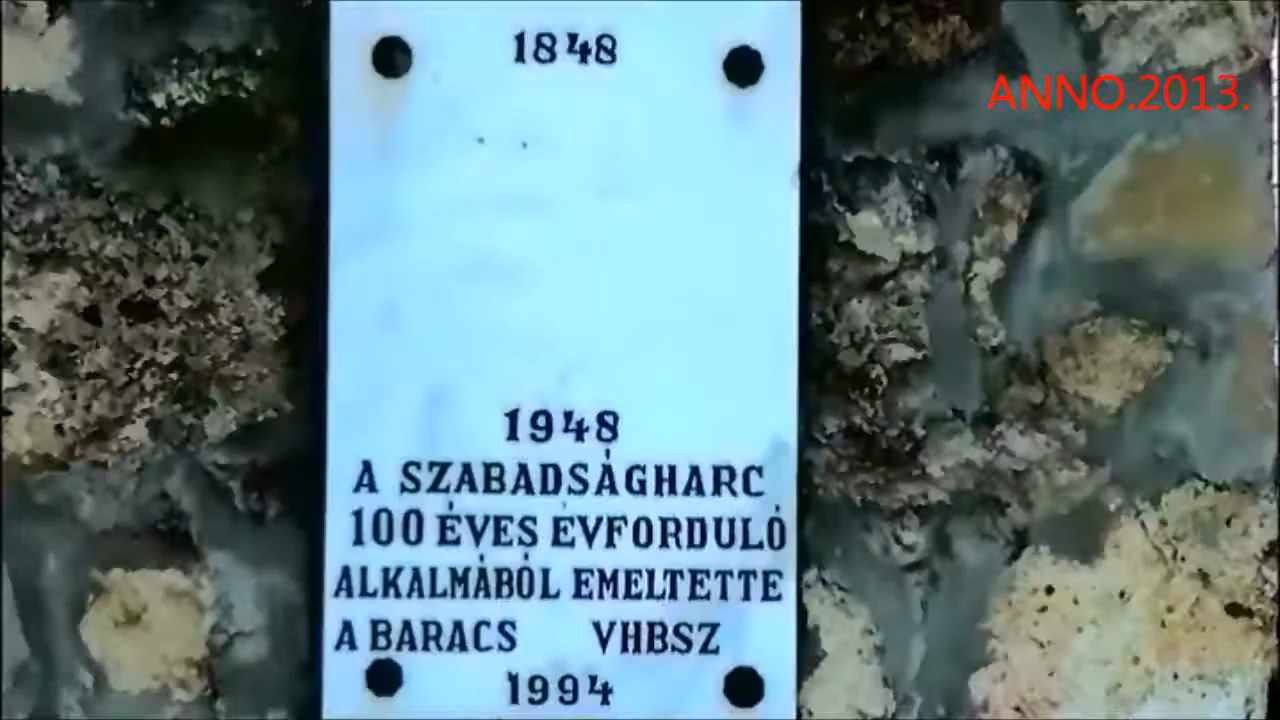 1848
ANNO.2013.
1948
A SZABADSÁGHARC
100 ÉVES ÉVFORDULÓ
ALKALMÁBÓL EMELTETTE
A BARACS VHBSZ
1994